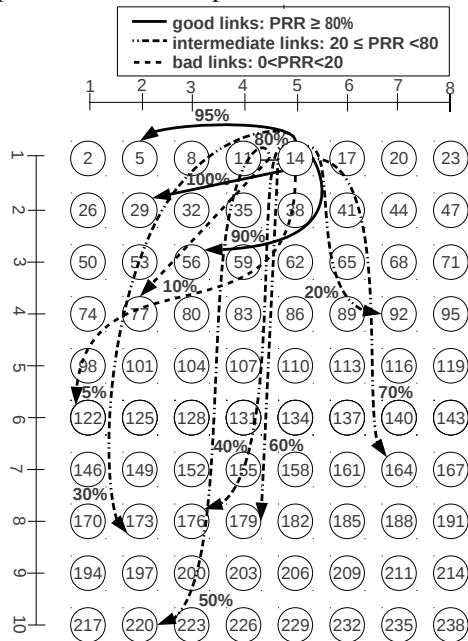 good links: PRR ≥ 80%
intermediate links: 20 ≤ PRR <80
bad links: 0<PRR<20
1 2 3 4 5 6 7 8
95%
80%
1 2 5 8 11 14 17 20 23
100%
2 26 29 32 35 38 41 44 47
90%
3 50 53 56 59 62 65 68 71
10% 20%
4 74 77 80 83 86 89 92 95
5 98 101 104 107 110 113 116 119
5% 70%
6 122 125 128 131 134 137 140 143
40% 60%
7 146 149 152 155 158 161 164 167
30%
8 170 173 176 179 182 185 188 191
9 194 197 200 203 206 209 211 214
50%
10 217 220 223 226 229 232 235 238